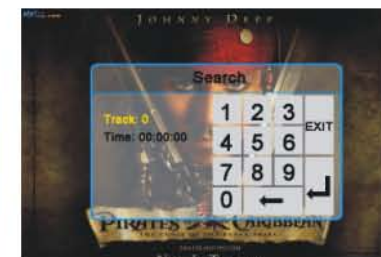 JOHNNY DEPP
Search
Track: 0
Time: 00:00:00
1 2 3
EXIT
4 5 6
7 8 9
0
PIRATES CARIBBEAN